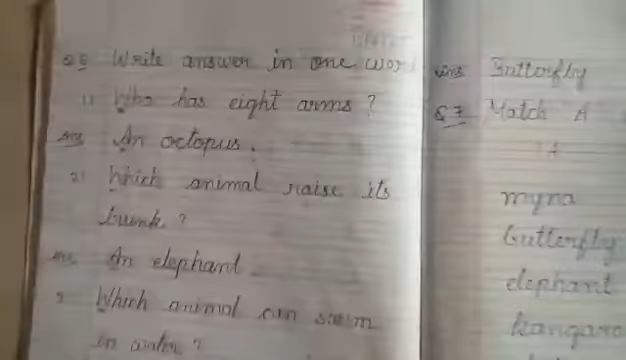 Q6 Write answer in one wor
1) Who has eight arms ?
Ans An octopus.
2) Which animal raise its
trunk ?
Ans An elephant
3 Which animal can swim
in water ?
Ans Butterfly
Q7 Match A
A
myna
butterfly
elephant
kangaro